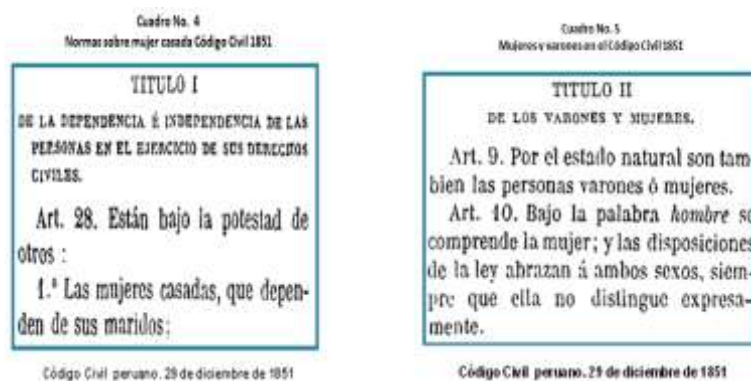 Cuadro No. 4
Normas sobre mujer casada Código Civil 1851
TITULO I
DE LA DEPENDENCIA É INDEPENDENCIA DE LAS
PERSONAS EN EL EJERCICIO DE SUS DERECHOS
CIVILES.
Art. 28. Están bajo la potestad de
otros :
1.º Las mujeres casadas, que depen-
den de sus maridos;
Código Civil peruano. 29 de diciembre de 1851
Cuadro No. 5
Mujeres y varones en el Código Civil 1851
TITULO II
DE LOS VARONES Y MUJERES.
Art. 9. Por el estado natural son tam
bien las personas varones ó mujeres.
Art. 10. Bajo la palabra hombre se
comprende la mujer; y las disposiciones
de la ley abrazan á ambos sexos, siem-
pre que ella no distingue expresa-
mente.
Código Civil peruano. 29 de diciembre de 1851